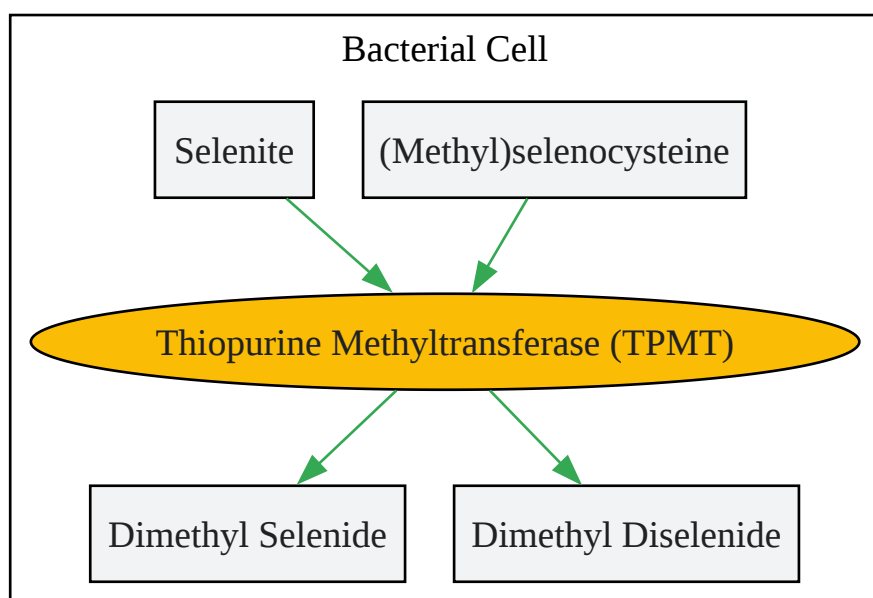 Bacterial Cell
Selenite
(Methyl)selenocysteine
Thiopurine Methyltransferase (TPMT)
Dimethyl Selenide
Dimethyl Diselenide